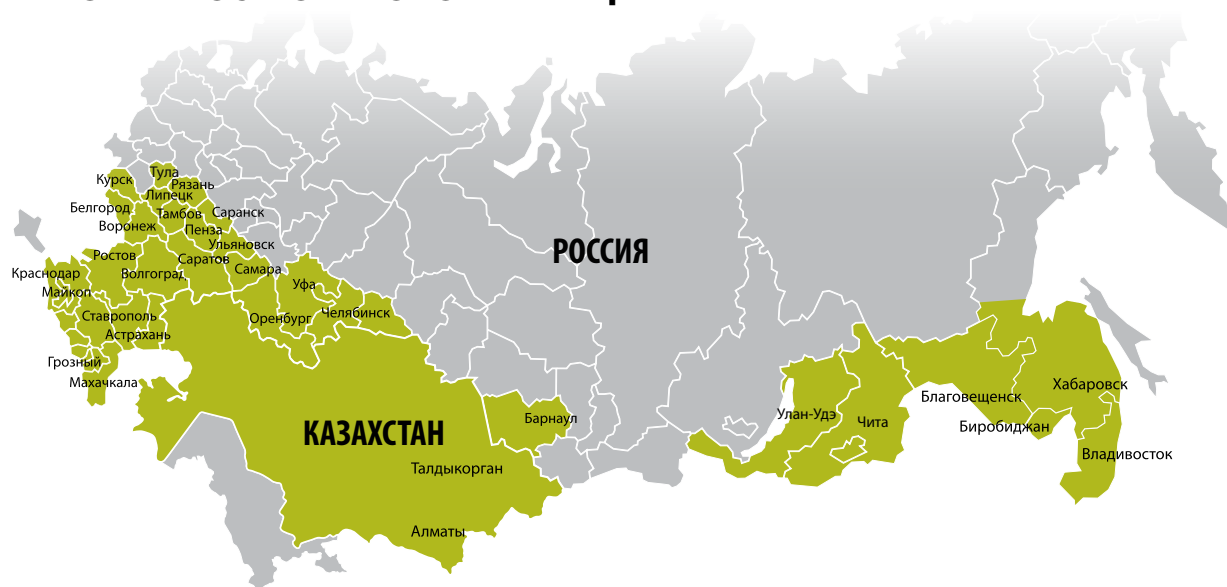 Тула
Курск
Рязань
Липецк
Белгород
Тамбов
Саранск
Воронеж
Пенза
Ульяновск
РОССИЯ
Ростов
Саратов
Краснодар
Волгоград
Самара
Уфа
Майкоп
Ставрополь
Оренбург
Челябинск
Астрахань
Грозный
Махачкала
Хабаровск
Благовещенск
Улан-Удэ
Барнаул
Чита
Биробиджан
КАЗАХСТАН
Владивосток
Талдыкорган
Алматы